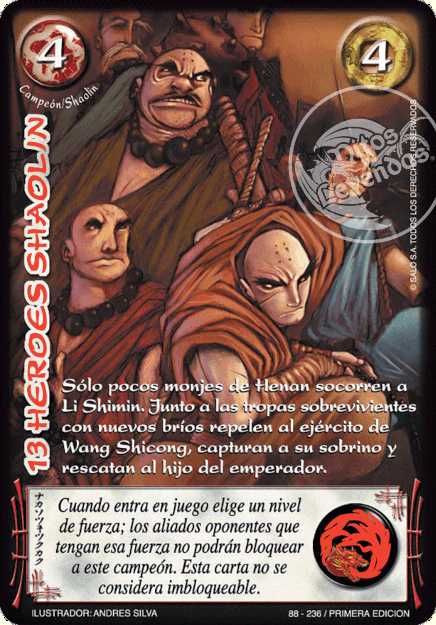 4
4
Campeón/Shaolin
13 HEROES SHAOLIN
Mitos y Leyendas
© SALO S.A. TODOS LOS DERECHOS RESERVADOS
Sólo pocos monjes de Henan socorren a
Li Shimin. Junto a las tropas sobrevivientes
con nuevos bríos repelen al ejército de
Wang Shicong, capturan a su sobrino y
rescatan al hijo del emperador.
Cuando entra en juego elige un nivel
de fuerza; los aliados oponentes que
tengan esa fuerza no podrán bloquear
a este campeón. Esta carta no se
considera imbloqueable.
ILUSTRADOR: ANDRES SILVA
88 - 236 / PRIMERA EDICION